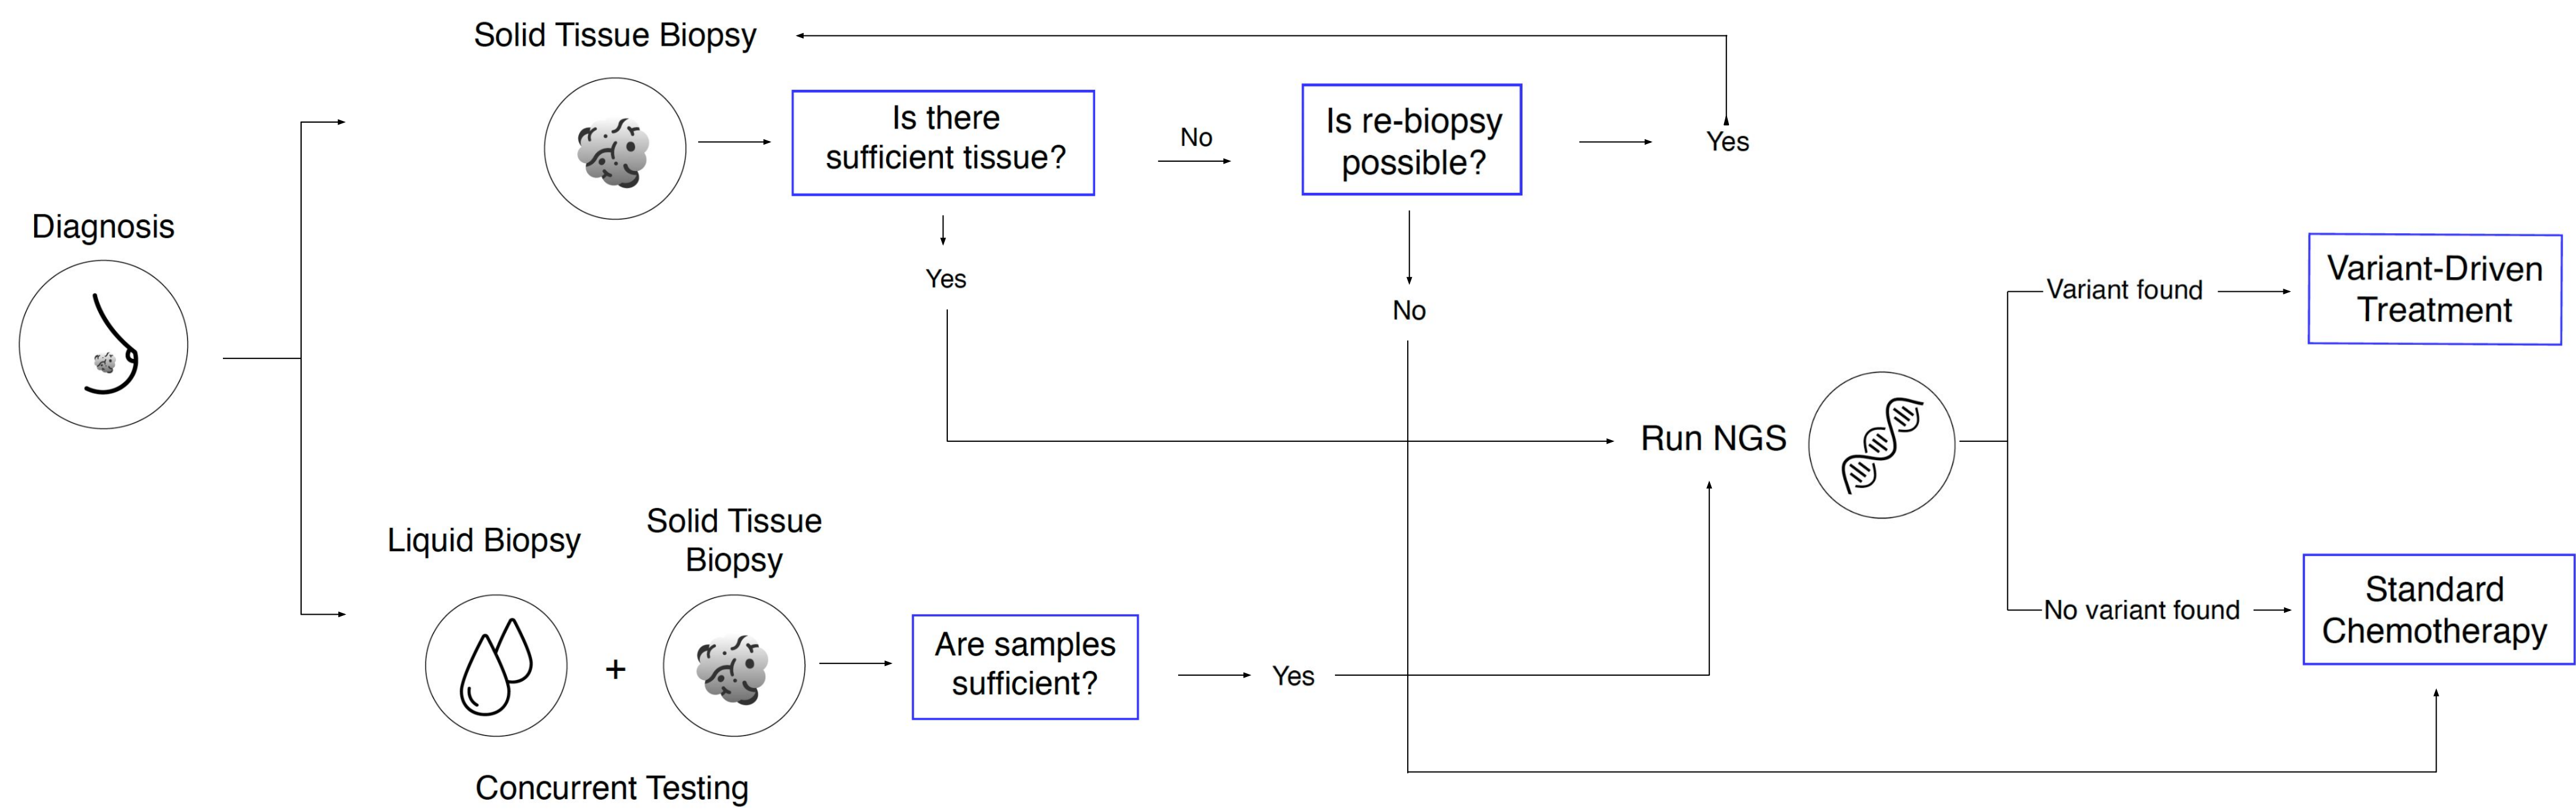 Solid Tissue Biopsy
Is there
sufficient tissue?
No
Is re-biopsy
possible?
Yes
Diagnosis
Yes
No
Variant found
Variant-Driven
Treatment
Run NGS
Liquid Biopsy
Solid Tissue
Biopsy
+
Are samples
sufficient?
Yes
No variant found
Standard
Chemotherapy
Concurrent Testing